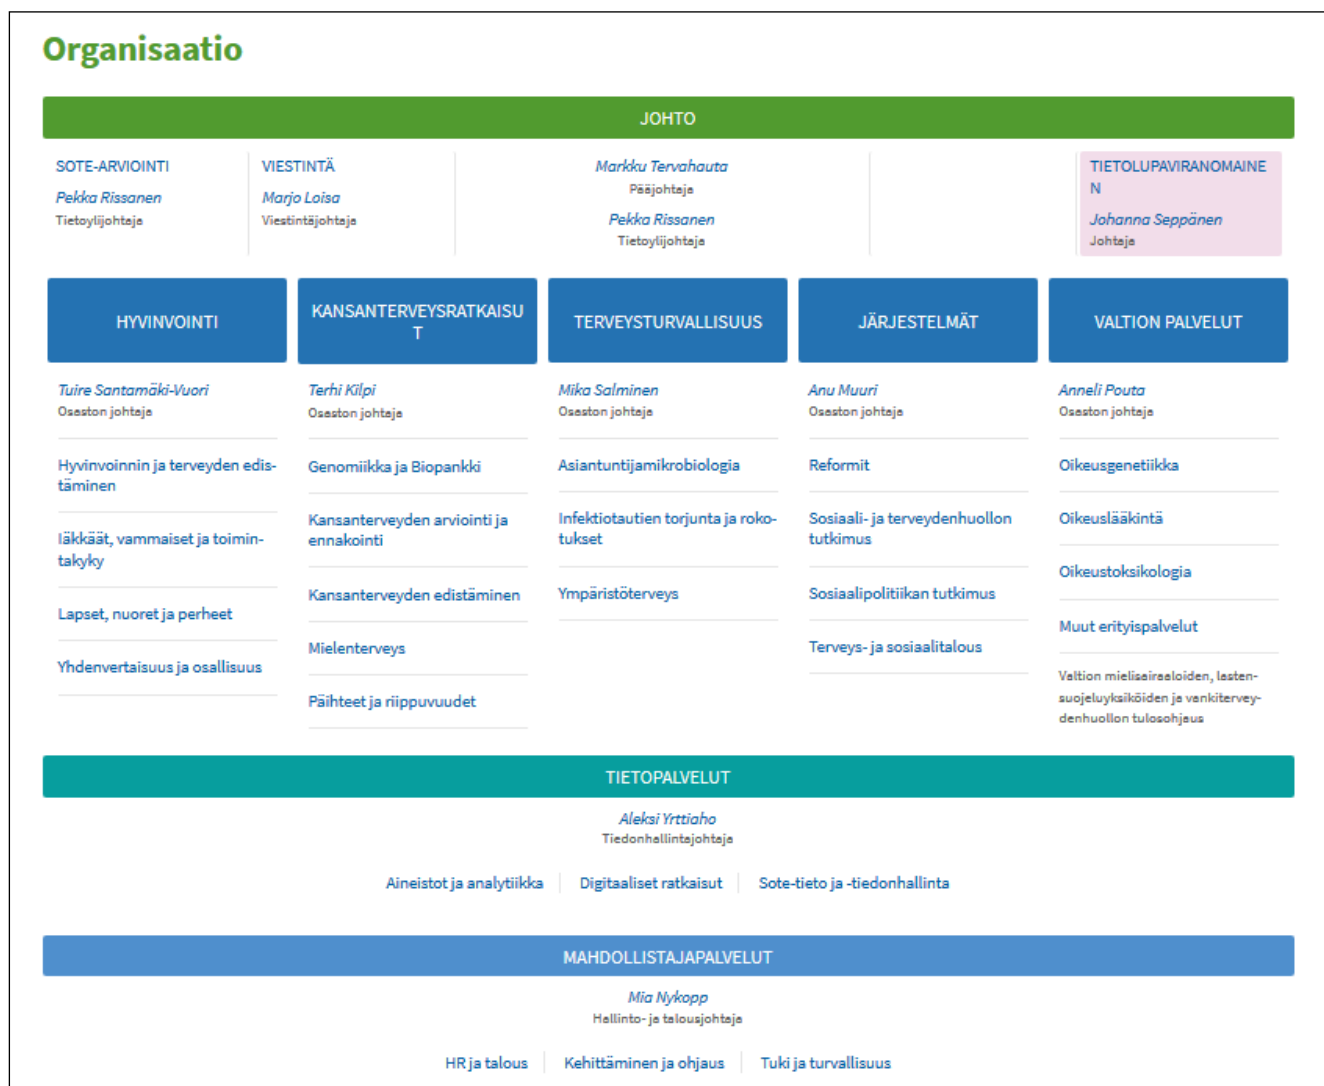 Organisaatio
JOHTO
SOTE-ARVIOINTI
Pekka Rissanen
Tietoylijohtaja
VIESTINTÄ
Marjo Loisa
Viestintäjohtaja
Markku Tervahauta
Pääjohtaja
Pekka Rissanen
Tietoylijohtaja
TIETOLUPAVIRANOMAINE
N
Johanna Seppänen
Johtaja
HYVINVOINTI
Tuire Santamäki-Vuori
Osaston johtaja
Hyvinvoinnin ja terveyden edis-
täminen
Iäkkäät, vammaiset ja toimin-
takyky
Lapset, nuoret ja perheet
Yhdenvertaisuus ja osallisuus
KANSANTERVEYSRATKAISU
T
Terhi Kilpi
Osaston johtaja
Genomiikka ja Biopankki
Kansanterveyden arviointi ja
ennakointi
Kansanterveyden edistäminen
Mielenterveys
Päihteet ja riippuvuudet
TERVEYSTURVALLISUUS
Mika Salminen
Osaston johtaja
Asiantuntijamikrobiologia
Infektiotautien torjunta ja roko-
tukset
Ympäristöterveys
JÄRJESTELMÄT
Anu Muuri
Osaston johtaja
Reformit
Sosiaali- ja terveydenhuollon
tutkimus
Sosiaalipolitiikan tutkimus
Terveys- ja sosiaalitalous
VALTION PALVELUT
Anneli Pouta
Osaston johtaja
Oikeusgenetiikka
Oikeuslääkintä
Oikeustoksikologia
Muut erityispalvelut
Valtion mielisairaaloiden, lasten-
suojeluyksiköiden ja vankitervey-
denhuollon tulosohjaus
TIETOPALVELUT
Aleksi Yrttiaho
Tiedonhallintajohtaja
Aineistot ja analytiikka
Digitaaliset ratkaisut
Sote-tieto ja -tiedonhallinta
MAHDOLLISTAJAPALVELUT
Mia Nykopp
Hallinto- ja talousjohtaja
HR ja talous
Kehittäminen ja ohjaus
Tuki ja turvallisuus